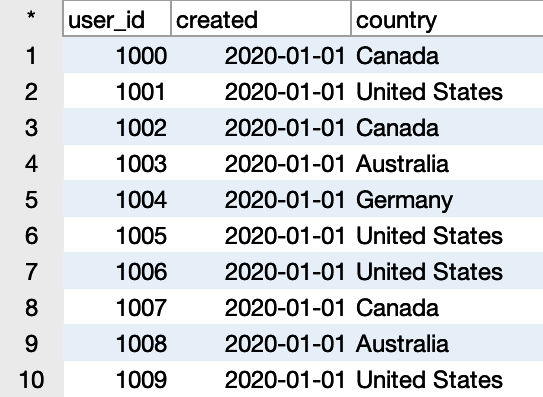 * user_id created country
1 1000 2020-01-01 Canada
2 1001 2020-01-01 United States
3 1002 2020-01-01 Canada
4 1003 2020-01-01 Australia
5 1004 2020-01-01 Germany
6 1005 2020-01-01 United States
7 1006 2020-01-01 United States
8 1007 2020-01-01 Canada
9 1008 2020-01-01 Australia
10 1009 2020-01-01 United States